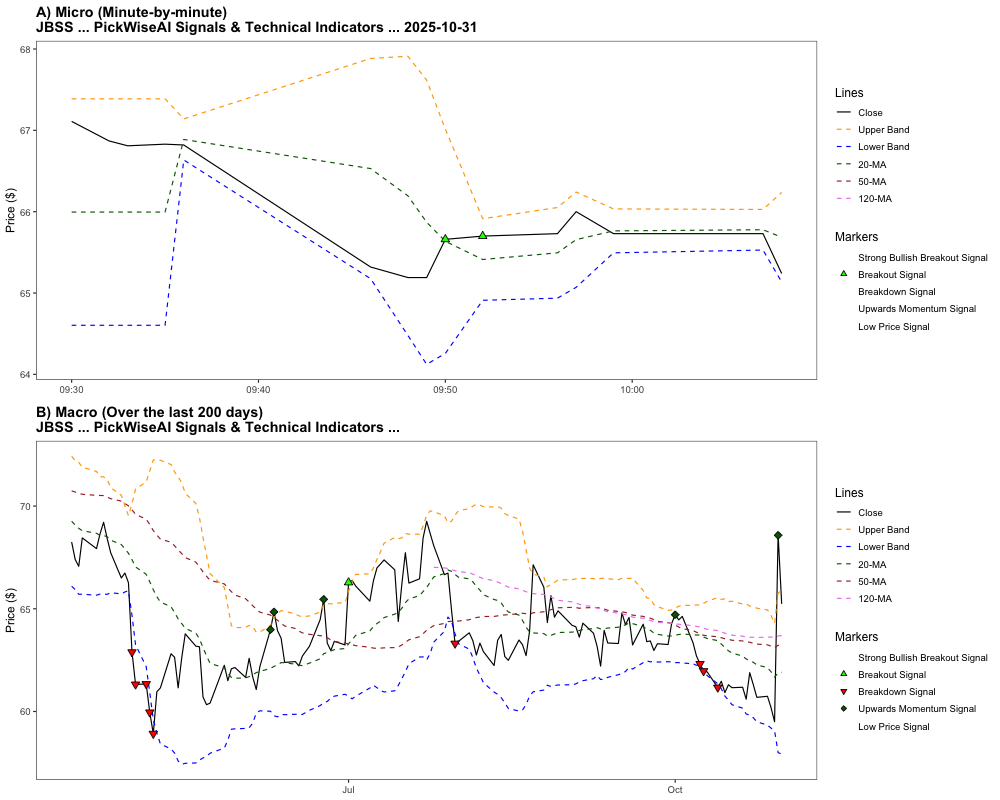 A) Micro (Minute-by-minute)
JBSS ... PickWiseAI Signals & Technical Indicators ... 2025-10-31
68
67
66
65
64
Price ($)
09:30
09:40
09:50
10:00
Lines
Close
Upper Band
Lower Band
20-MA
50-MA
120-MA
Markers
Strong Bullish Breakout Signal
Breakout Signal
Breakdown Signal
Upwards Momentum Signal
Low Price Signal
B) Macro (Over the last 200 days)
JBSS ... PickWiseAI Signals & Technical Indicators ...
70
65
60
Price ($)
Jul
Oct
Lines
Close
Upper Band
Lower Band
20-MA
50-MA
120-MA
Markers
Strong Bullish Breakout Signal
Breakout Signal
Breakdown Signal
Upwards Momentum Signal
Low Price Signal